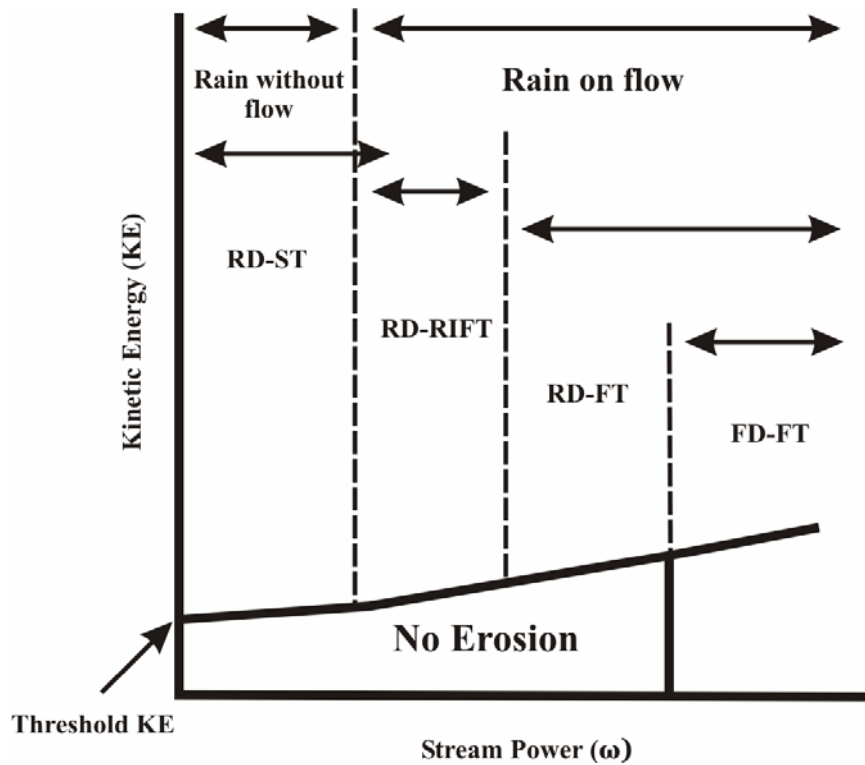 Rain without
flow
Rain on flow
RD-ST
RD-RIFT
RD-FT
FD-FT
Kinetic Energy (KE)
No Erosion
Threshold KE
Stream Power (ω)